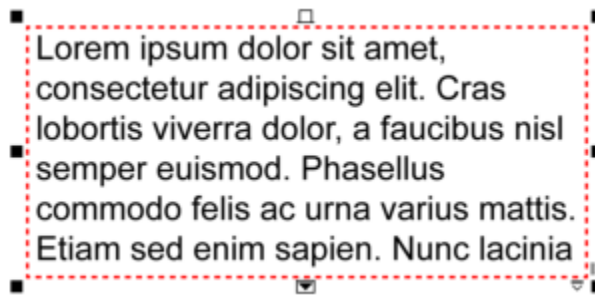 Lorem ipsum dolor sit amet,
consectetur adipiscing elit. Cras
lobortis viverra dolor, a faucibus nisl
semper euismod. Phasellus
commodo felis ac urna varius mattis.
Etiam sed enim sapien. Nunc lacinia